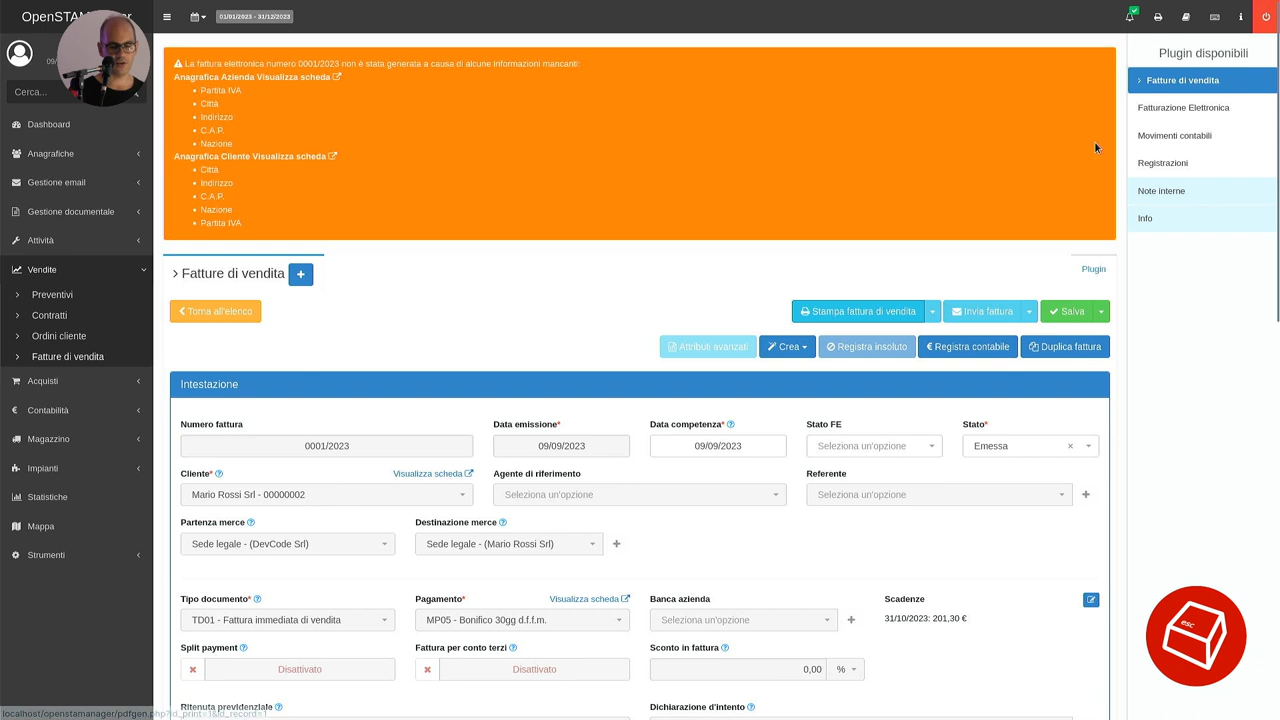 OpenSTAManager
01/01/2023 - 31/12/2023
09/
Cerca...
Dashboard
Anagrafiche
Gestione email
Gestione documentale
Attività
Vendite
Preventivi
Contratti
Ordini cliente
Fatture di vendita
Acquisti
Contabilità
Magazzino
Impianti
Statistiche
Mappa
Strumenti
La fattura elettronica numero 0001/2023 non è stata generata a causa di alcune informazioni mancanti:
Anagrafica Azienda Visualizza scheda
• Partita IVA
• Città
• Indirizzo
• C.A.P.
• Nazione
Anagrafica Cliente Visualizza scheda
• Città
• Indirizzo
• C.A.P.
• Nazione
• Partita IVA
Fatture di vendita
Plugin
Torna all'elenco
Stampa fattura di vendita
Invia fattura
Salva
Attributi avanzati
Crea
Registra insoluto
€ Registra contabile
Duplica fattura
Intestazione
Numero fattura Data emissione* Data competenza* Stato FE Stato*
0001/2023 09/09/2023 09/09/2023 Seleziona un'opzione Emessa ×
Cliente* Visualizza scheda Agente di riferimento Referente
Mario Rossi Srl - 00000002 Seleziona un'opzione Seleziona un'opzione
Partenza merce Destinazione merce
Sede legale - (DevCode Srl) Sede legale - (Mario Rossi Srl)
Tipo documento* Pagamento* Visualizza scheda Banca azienda Scadenze
TD01 - Fattura immediata di vendita MP05 - Bonifico 30gg d.f.f.m. Seleziona un'opzione 31/10/2023: 201,30 €
Split payment Fattura per conto terzi Sconto in fattura
Disattivato Disattivato 0,00 %
Ritenuta previdenziale Dichiarazione d'intento
Plugin disponibili
Fatture di vendita
Fatturazione Elettronica
Movimenti contabili
Registrazioni
Note interne
Info
esc
localhost/openstamanager/pdfgen.php?id_print=1&id_record=1